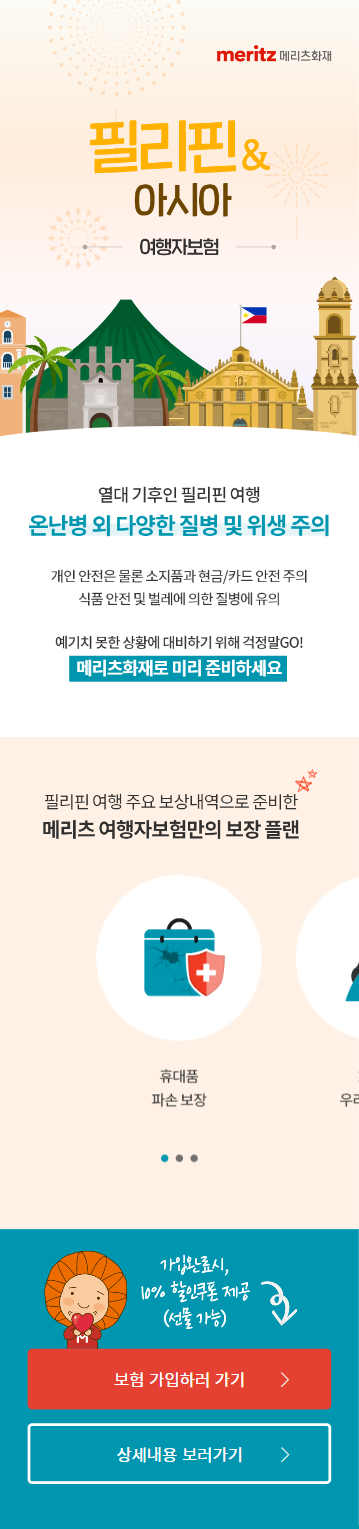 meritz 메리츠화재
필리핀&
아시아
여행자보험
열대 기후인 필리핀 여행
온난병 외 다양한 질병 및 위생 주의
개인 안전은 물론 소지품과 현금/카드 안전 주의
식품 안전 및 벌레에 의한 질병에 유의
예기치 못한 상황에 대비하기 위해 걱정말GO!
메리츠화재로 미리 준비하세요
필리핀 여행 주요 보상내역으로 준비한
메리츠 여행자보험만의 보장 플랜
휴대품
파손 보장
가입완료시,
10% 할인쿠폰 제공
(선물 가능)
M
보험 가입하러 가기
상세내용 보러가기